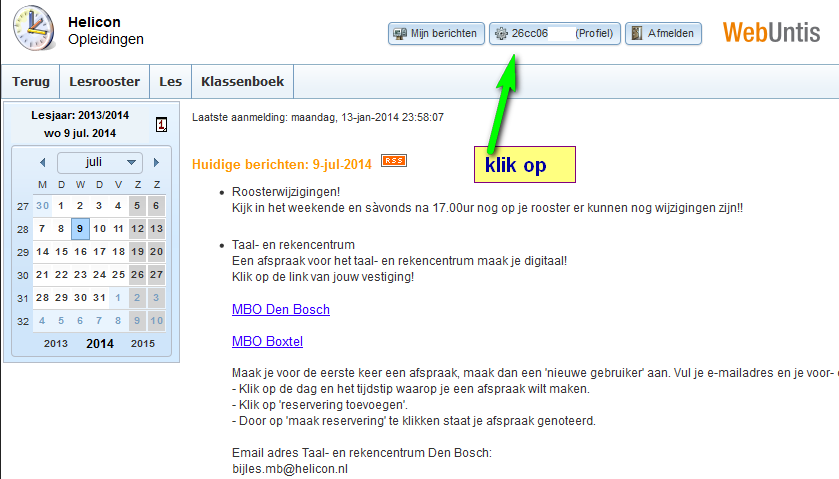 Helicon
Opleidingen
Mijn berichten
26cc06 (Profiel)
Afmelden
WebUntis
Terug Lesrooster Les Klassenboek
Lesjaar: 2013/2014
wo 9 jul. 2014
1
juli
M D W D V Z Z
27 30 1 2 3 4 5 6
28 7 8 9 10 11 12 13
29 14 15 16 17 18 19 20
30 21 22 23 24 25 26 27
31 28 29 30 31 1 2 3
32 4 5 6 7 8 9 10
2013 2014 2015
Laatste aanmelding: maandag, 13-jan-2014 23:58:07
klik op
Huidige berichten: 9-jul-2014 RSS
• Roosterwijzigingen!
Kijk in het weekende en sàvonds na 17.00ur nog op je rooster er kunnen nog wijzigingen zijn!!
• Taal- en rekencentrum
Een afspraak voor het taal- en rekencentrum maak je digitaal!
Klik op de link van jouw vestiging!
MBO Den Bosch
MBO Boxtel
Maak je voor de eerste keer een afspraak, maak dan een 'nieuwe gebruiker' aan. Vul je e-mailadres en je voor-
- Klik op de dag en het tijdstip waarop je een afspraak wilt maken.
- Klik op 'reservering toevoegen'.
- Door op 'maak reservering' te klikken staat je afspraak genoteerd.
Email adres Taal- en rekencentrum Den Bosch:
bijles.mb@helicon.nl